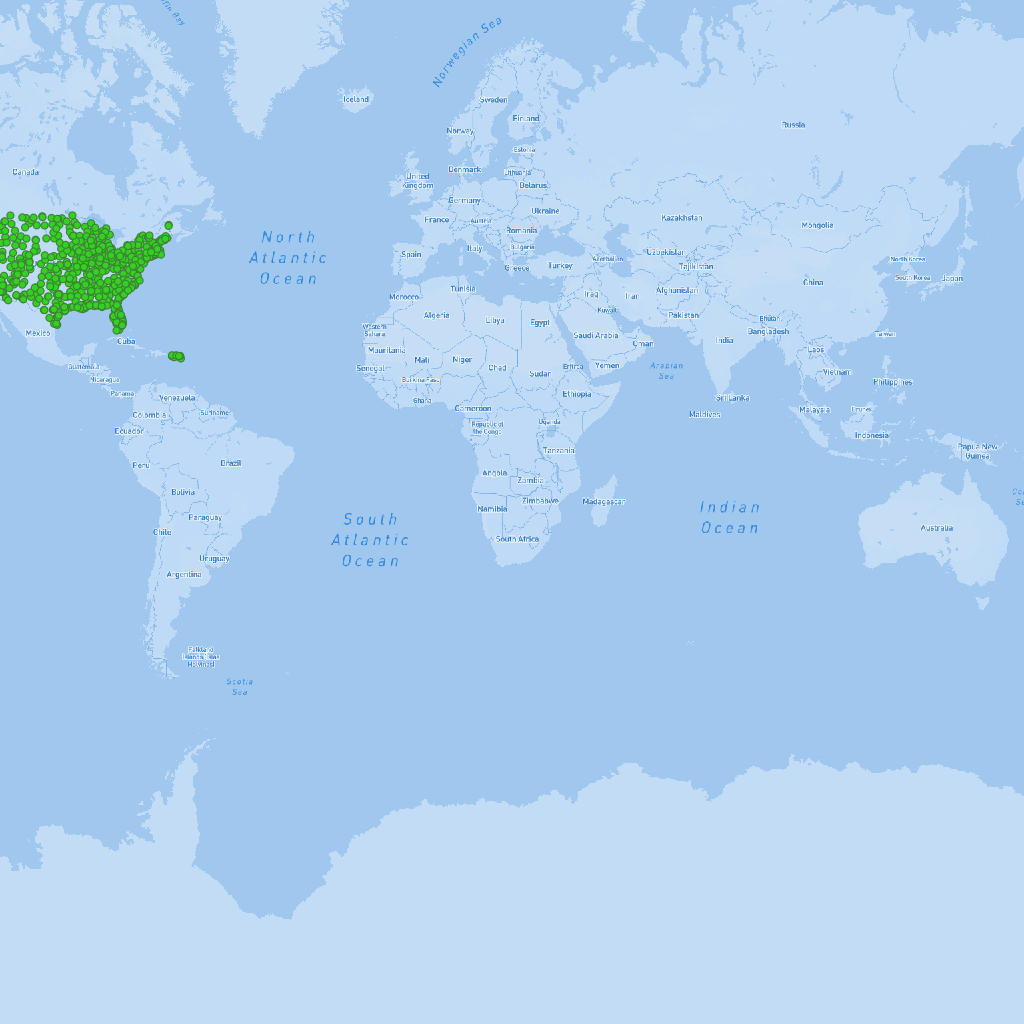 Norwegian Sea
Iceland
Sweden
Finland
Russia
Norway
Estonia
Canada
Denmark
Lithuania
United
Kingdom
Belarus
Germany
Ukraine
France
Austria
Kazakhstan
Mongolia
Romania
North
Atlantic
Ocean
Italy
Bulgaria
Spain
Uzbekistan
Azerbaijan
North Korea
Greece
Turkey
Tajikistan
South Korea
Japan
China
Tunisia
Morocco
Iraq
Iran
Afghanistan
Algeria
Kuwait
Pakistan
Libya
Egypt
Bhutan
Western
Sahara
Bangladesh
Mexico
Saudi Arabia
Taiwan
Cuba
Oman
India
Mauritania
Laos
Mali
Niger
Guatemala
Senegal
Chad
Sudan
Eritrea
Yemen
Arabian
Sea
Vietnam
Nicaragua
Burkina Faso
Philippines
Panama
Venezuela
Ethiopia
Sri Lanka
Ghana
Colombia
Suriname
Cameroon
Maldives
Malaysia
Brunei
Ecuador
Republic of
the Congo
Uganda
Indonesia
Papua New
Guinea
Tanzania
Peru
Brazil
Angola
Zambia
Bolivia
Zimbabwe
Madagascar
Namibia
Indian
Ocean
Paraguay
South
Atlantic
Ocean
Australia
Chile
South Africa
Uruguay
Argentina
Scotia
Sea